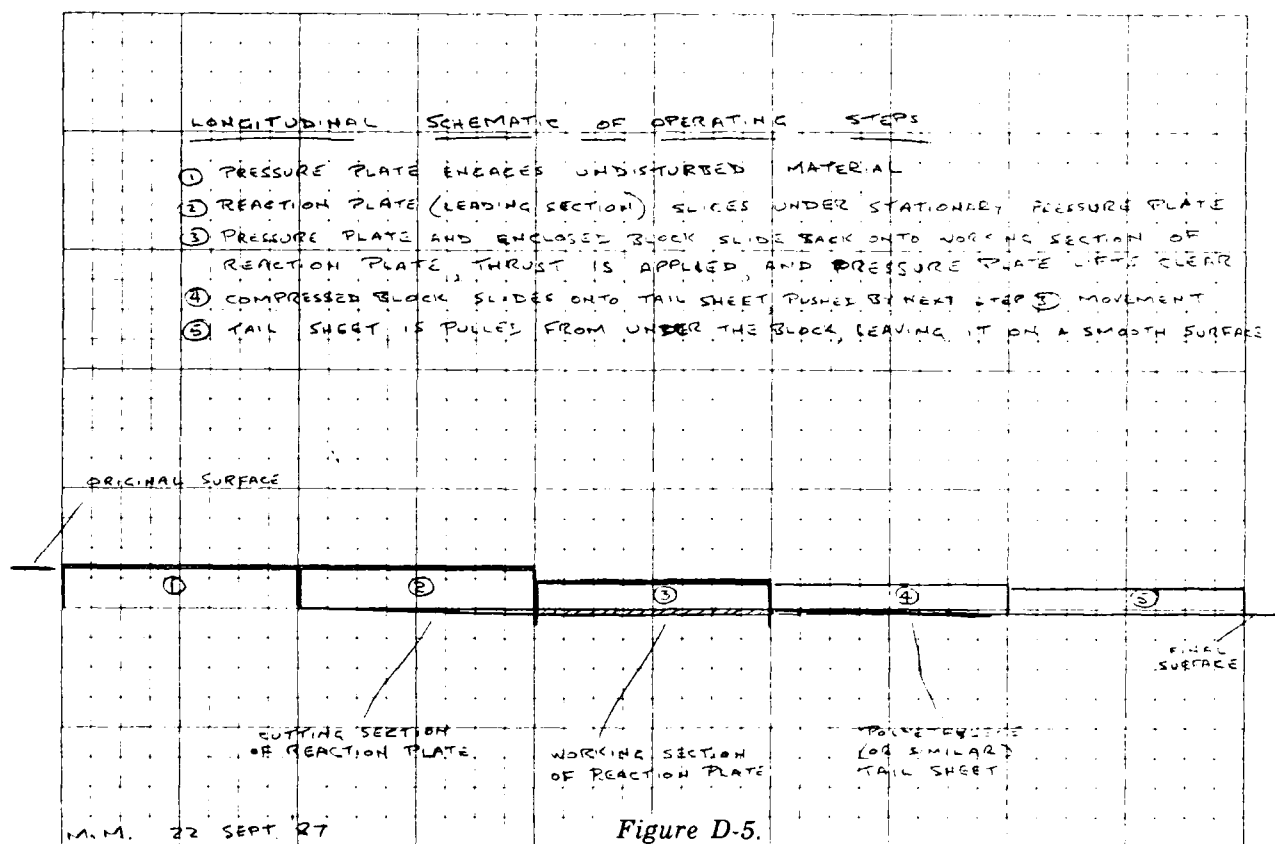 LONGITUDINAL SCHEMATIC OF OPERATING STEPS
① PRESSURE PLATE ENGAGES UNDISTURBED MATERIAL
② REACTION PLATE (LEADING SECTION) SLICES UNDER STATIONARY PRESSURE PLATE
③ PRESSURE PLATE AND ENCLOSED BLOCK SLIDE BACK ONTO WORKING SECTION OF
REACTION PLATE, THRUST IS APPLIED, AND PRESSURE PLATE LIFTS CLEAR
④ COMPRESSED BLOCK SLIDES ONTO TAIL SHEET, PUSHED BY NEXT STEP ③ MOVEMENT
⑤ TAIL SHEET IS PULLED FROM UNDER THE BLOCK, LEAVING IT ON A SMOOTH SURFACE
ORIGINAL SURFACE
① ② ③ ④ ⑤
FINAL
SURFACE
CUTTING SECTION
OF REACTION PLATE.
WORKING SECTION
OF REACTION PLATE
(OR SIMILAR)
TAIL SHEET
M.M. 22 SEPT 87
Figure D-5.